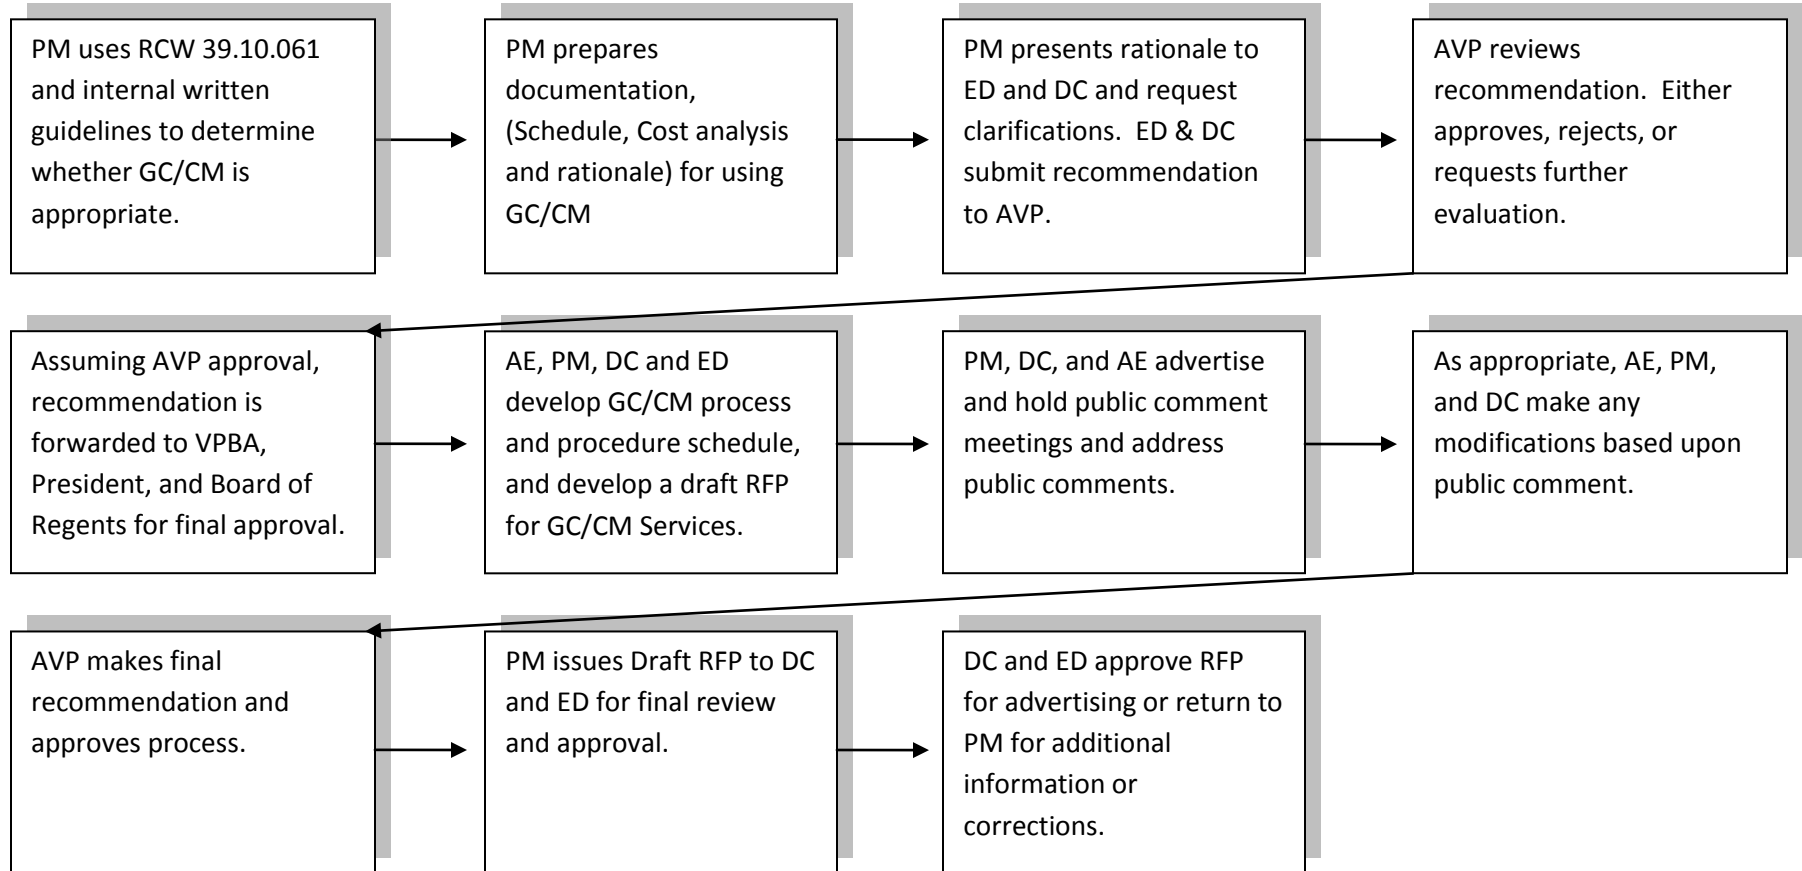 PM uses RCW 39.10.061
and internal written
guidelines to determine
whether GC/CM is
appropriate.
PM prepares
documentation,
(Schedule, Cost analysis
and rationale) for using
GC/CM
PM presents rationale to
ED and DC and request
clarifications.  ED & DC
submit recommendation
to AVP.
AVP reviews
recommendation.  Either
approves, rejects, or
requests further
evaluation.
Assuming AVP approval,
recommendation is
forwarded to VPBA,
President, and Board of
Regents for final approval.
AE, PM, DC and ED
develop GC/CM process
and procedure schedule,
and develop a draft RFP
for GC/CM Services.
PM, DC, and AE advertise
and hold public comment
meetings and address
public comments.
As appropriate, AE, PM,
and DC make any
modifications based upon
public comment.
AVP makes final
recommendation and
approves process.
PM issues Draft RFP to DC
and ED for final review
and approval.
DC and ED approve RFP
for advertising or return to
PM for additional
information or
corrections.